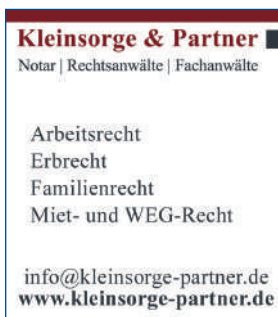 Kleinsorge & Partner
Notar | Rechtsanwälte | Fachanwälte
Arbeitsrecht
Erbrecht
Familienrecht
Miet- und WEG-Recht
info@kleinsorge-partner.de
www.kleinsorge-partner.de